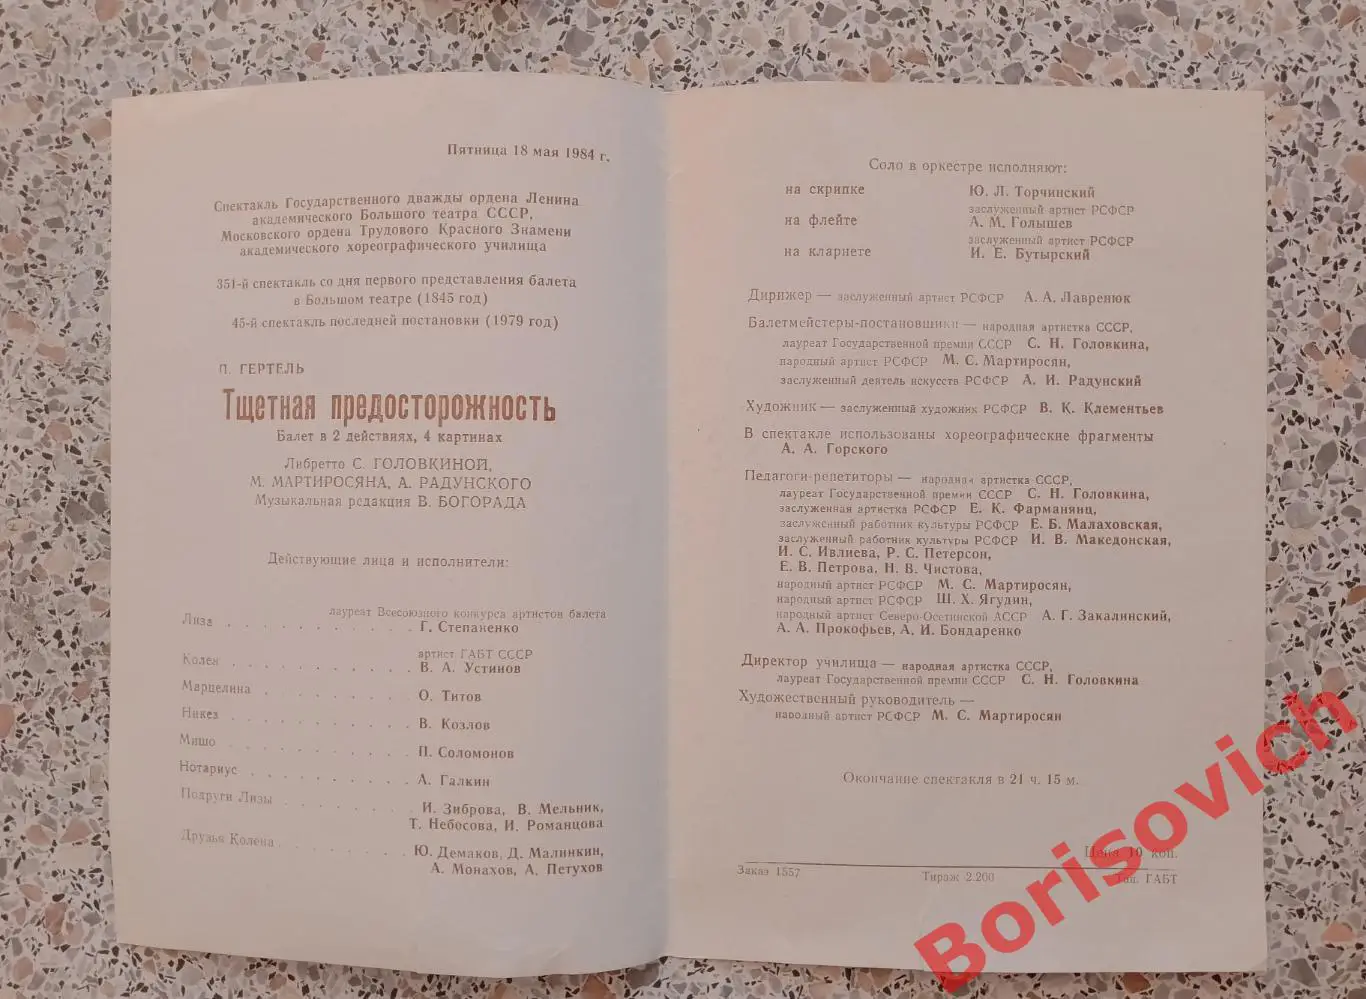 Пятница 18 мая 1984 г.
Спектакль Государственного дважды ордена Ленина
академического Большого театра СССР,
Московского ордена Трудового Красного Знамени
академического хореографического училища
351-й спектакль со дня первого представления балета
в Большом театре (1845 год)
45-й спектакль последней постановки (1979 год)
П. ГЕРТЕЛЬ
Тщетная предосторожность
Балет в 2 действиях, 4 картинах
Либретто С. ГОЛОВКИНОЙ,
М. МАРТИРОСЯНА, А. РАДУНСКОГО
Музыкальная редакция В. БОГОРАДА
Действующие лица и исполнители:
лауреат Всесоюзного конкурса артистов балета
Лиза . . . . . . . . . . . Г. Степаненко
артист ГАБТ СССР
Колен . . . . . . . . . . . В. А. Устинов
Марцелина . . . . . . . . . О. Титов
Никез . . . . . . . . . . . В. Козлов
Мишо . . . . . . . . . . . П. Соломонов
Нотариус . . . . . . . . . . А. Галкин
Подруги Лизы . . . . . . . . И. Зиброва, В. Мельник,
Т. Небосова, И. Романцова
Друзья Колена . . . . . . . . Ю. Демаков, Д. Малинкин,
А. Монахов, А. Петухов
Соло в оркестре исполняют:
на скрипке Ю. Л. Торчинский
заслуженный артист РСФСР
на флейте А. М. Голышев
заслуженный артист РСФСР
на кларнете И. Е. Бутырский
Дирижер — заслуженный артист РСФСР А. А. Лавренюк
Балетмейстеры-постановщики — народная артистка СССР,
лауреат Государственной премии СССР С. Н. Головкина,
народный артист РСФСР М. С. Мартиросян,
заслуженный деятель искусств РСФСР А. И. Радунский
Художник — заслуженный художник РСФСР В. К. Клементьев
В спектакле использованы хореографические фрагменты
А. А. Горского
Педагоги-репетиторы — народная артистка СССР,
лауреат Государственной премии СССР С. Н. Головкина,
заслуженная артистка РСФСР Е. К. Фарманянц,
заслуженный работник культуры РСФСР Е. Б. Малаховская,
заслуженный работник культуры РСФСР И. В. Македонская,
И. С. Ивлиева, Р. С. Петерсон,
Е. В. Петрова, Н. В. Чистова,
народный артист РСФСР М. С. Мартиросян,
народный артист РСФСР Ш. Х. Ягудин,
народный артист Северо-Осетинской АССР А. Г. Закалинский,
А. А. Прокофьев, А. И. Бондаренко
Директор училища — народная артистка СССР,
лауреат Государственной премии СССР С. Н. Головкина
Художественный руководитель —
народный артист РСФСР М. С. Мартиросян
Окончание спектакля в 21 ч. 15 м.
Цена 10 коп.
Заказ 1557 Тираж 2.200 Тип. ГАБТ
Borisovich